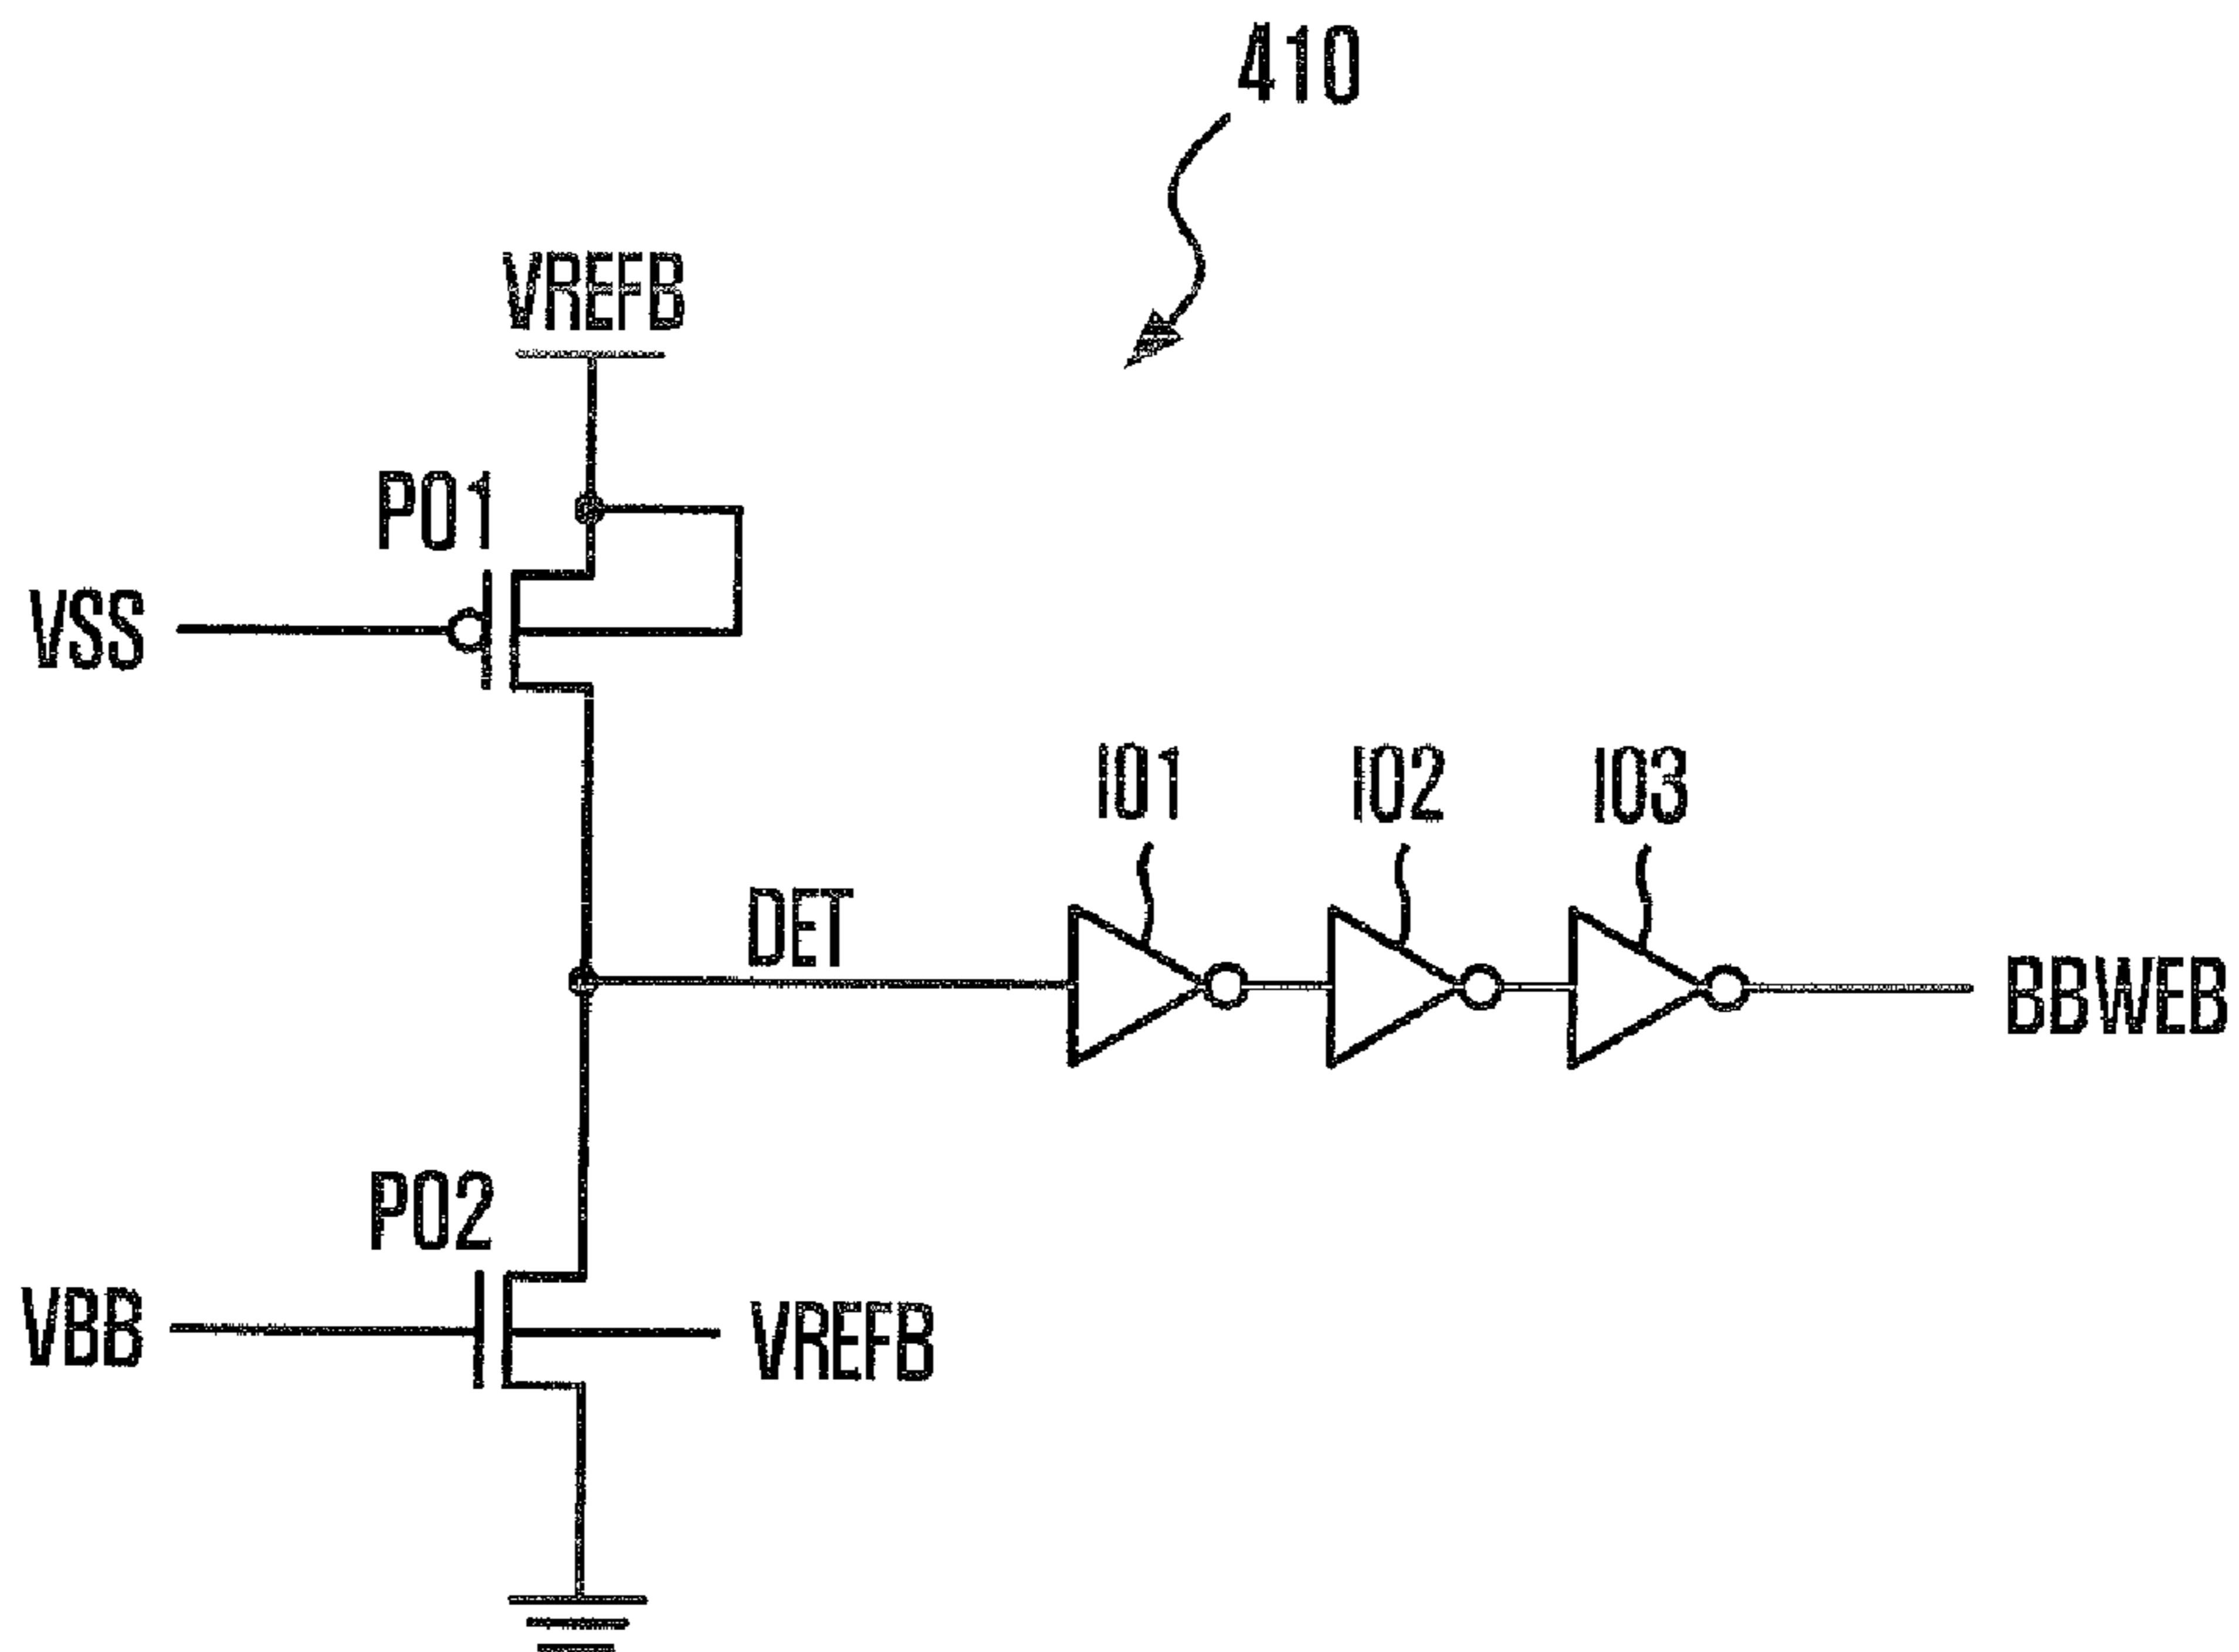 410
VREFB
P01
VSS
I01
I02
I03
DET
BBWEB
P02
VBB
VREFB